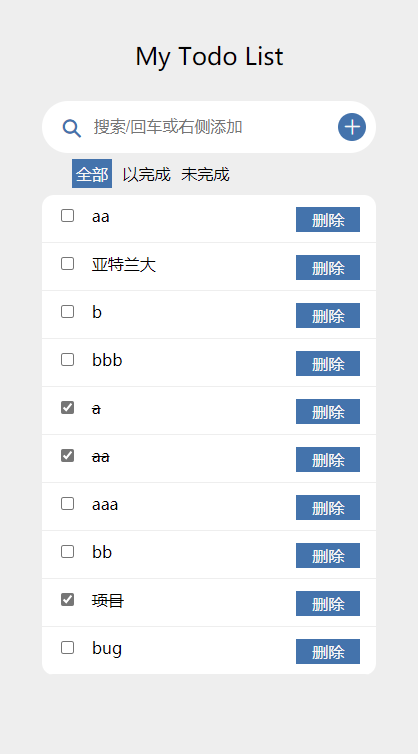 My Todo List
搜索/回车或右侧添加
全部 以完成 未完成
aa 删除
亚特兰大 删除
b 删除
bbb 删除
a 删除
aa 删除
aaa 删除
bb 删除
项目 删除
bug 删除